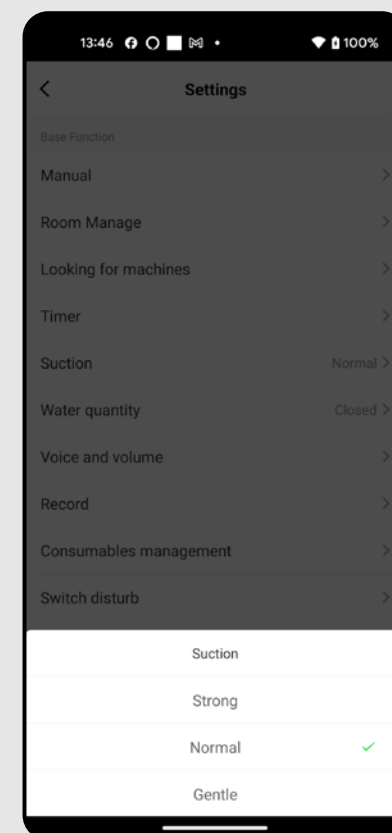 13:46 100%
Settings
Base Function
Manual
Room Manage
Looking for machines
Timer
Suction Normal
Water quantity Closed
Voice and volume
Record
Consumables management
Switch disturb
Suction
Strong
Normal
Gentle